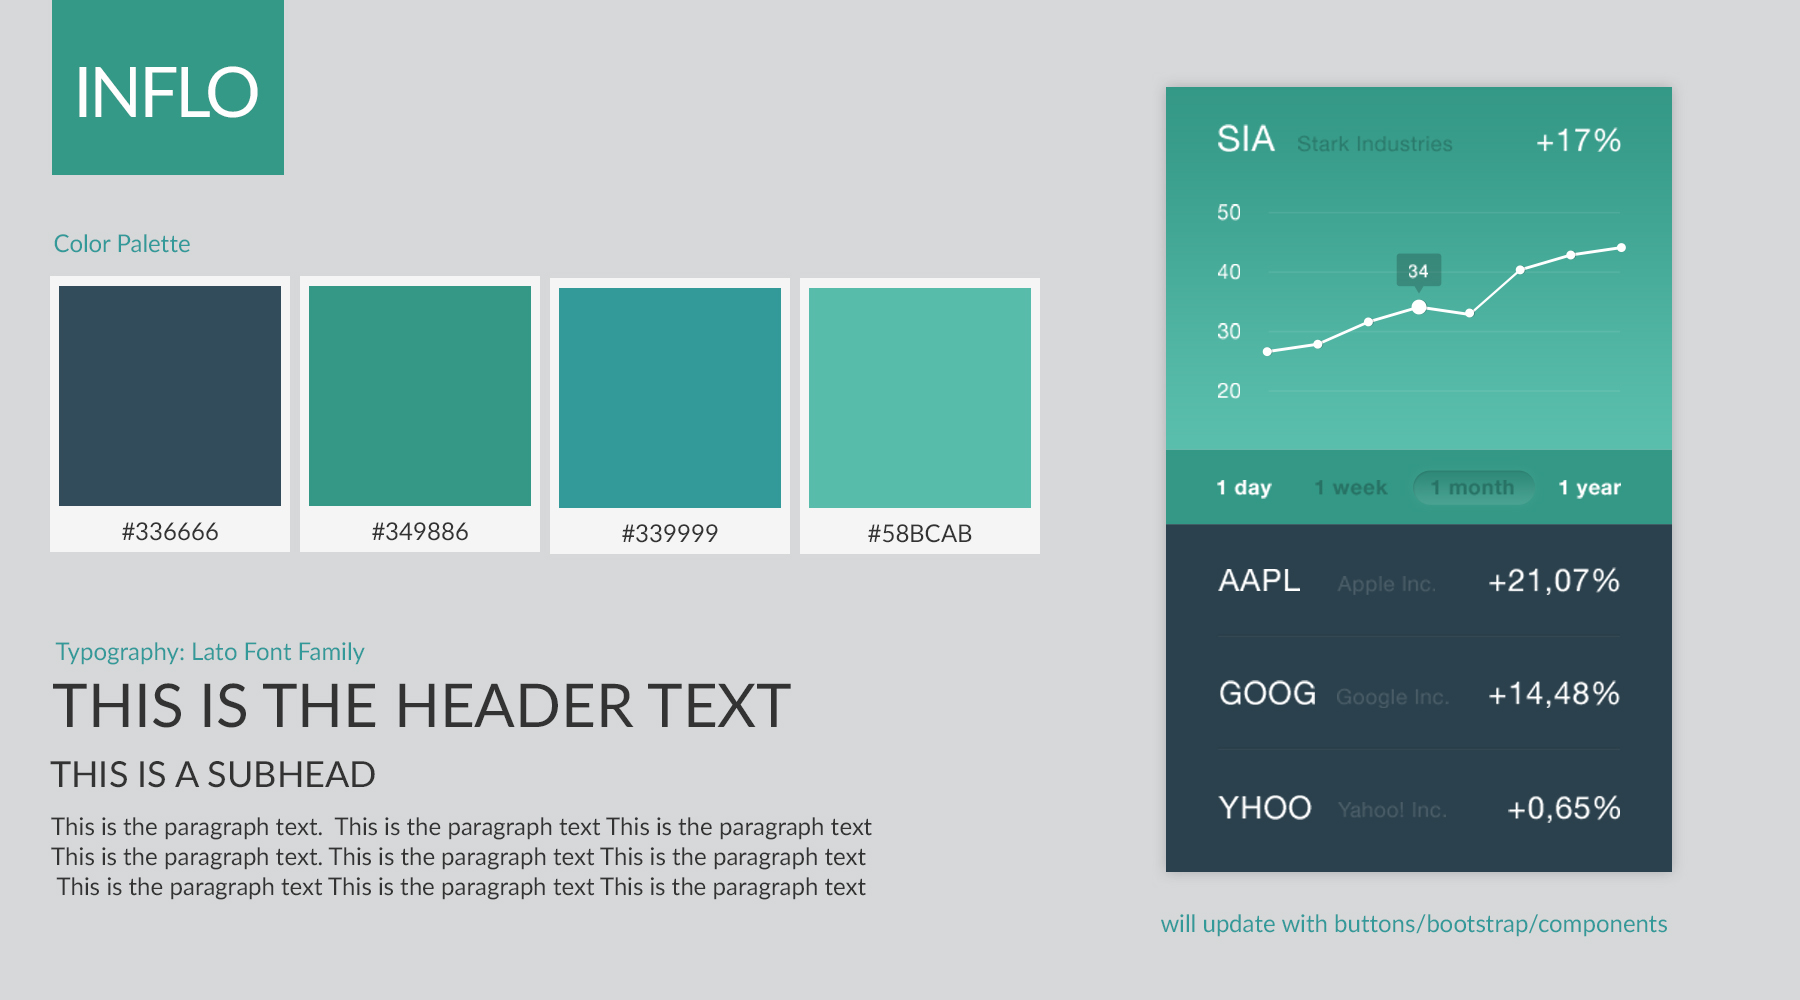 INFLO
Color Palette
#336666
#349886
#339999
#58BCAB
Typography: Lato Font Family
THIS IS THE HEADER TEXT
THIS IS A SUBHEAD
This is the paragraph text.  This is the paragraph text This is the paragraph text
This is the paragraph text. This is the paragraph text This is the paragraph text
This is the paragraph text This is the paragraph text This is the paragraph text
SIA Stark Industries +17%
50
40
34
30
20
1 day 1 week 1 month 1 year
AAPL Apple Inc. +21,07%
GOOG Google Inc. +14,48%
YHOO Yahoo! Inc. +0,65%
will update with buttons/bootstrap/components